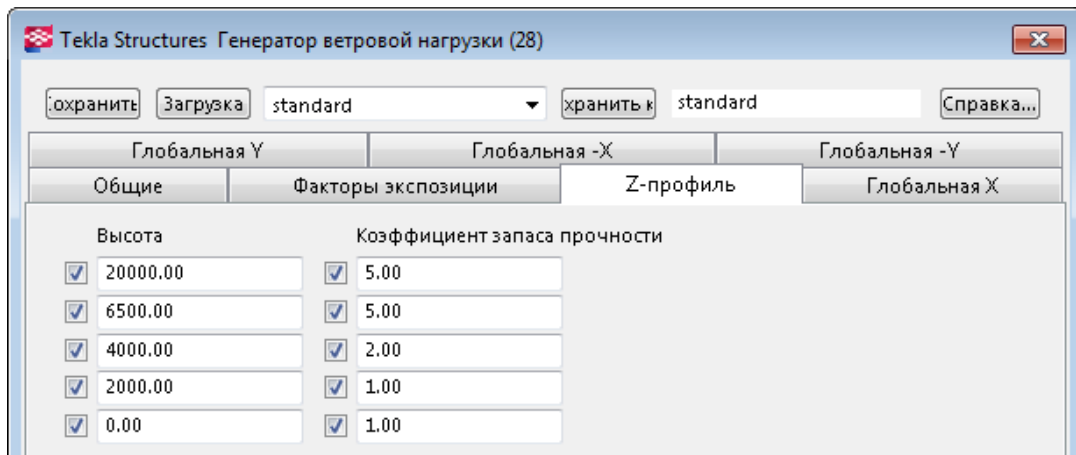 Tekla Structures Генератор ветровой нагрузки (28)
охранить Загрузка standard хранить к standard Справка...
Глобальная Y Глобальная -X Глобальная -Y
Общие Факторы экспозиции Z-профиль Глобальная X
Высота Коэффициент запаса прочности
20000.00 5.00
6500.00 5.00
4000.00 2.00
2000.00 1.00
0.00 1.00